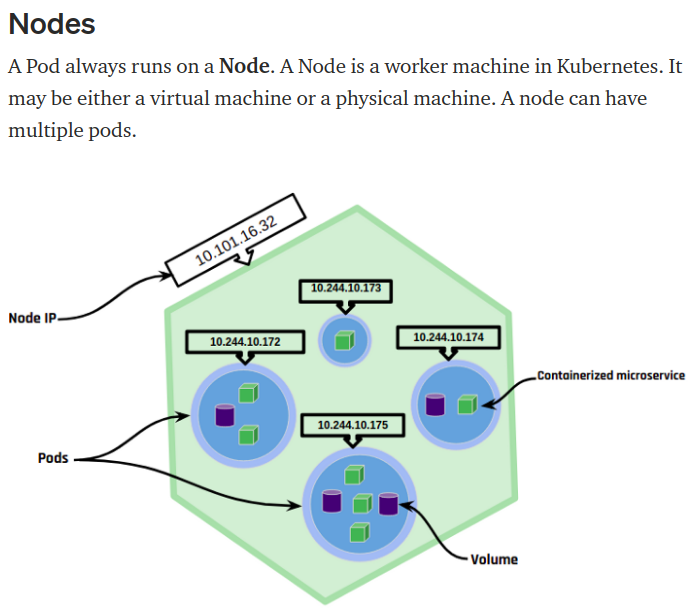 Nodes
A Pod always runs on a Node. A Node is a worker machine in Kubernetes. It
may be either a virtual machine or a physical machine. A node can have
multiple pods.
10.101.16.32
10.244.10.173
Node IP
10.244.10.172
10.244.10.174
Containerized microservice
10.244.10.175
Pods
Volume